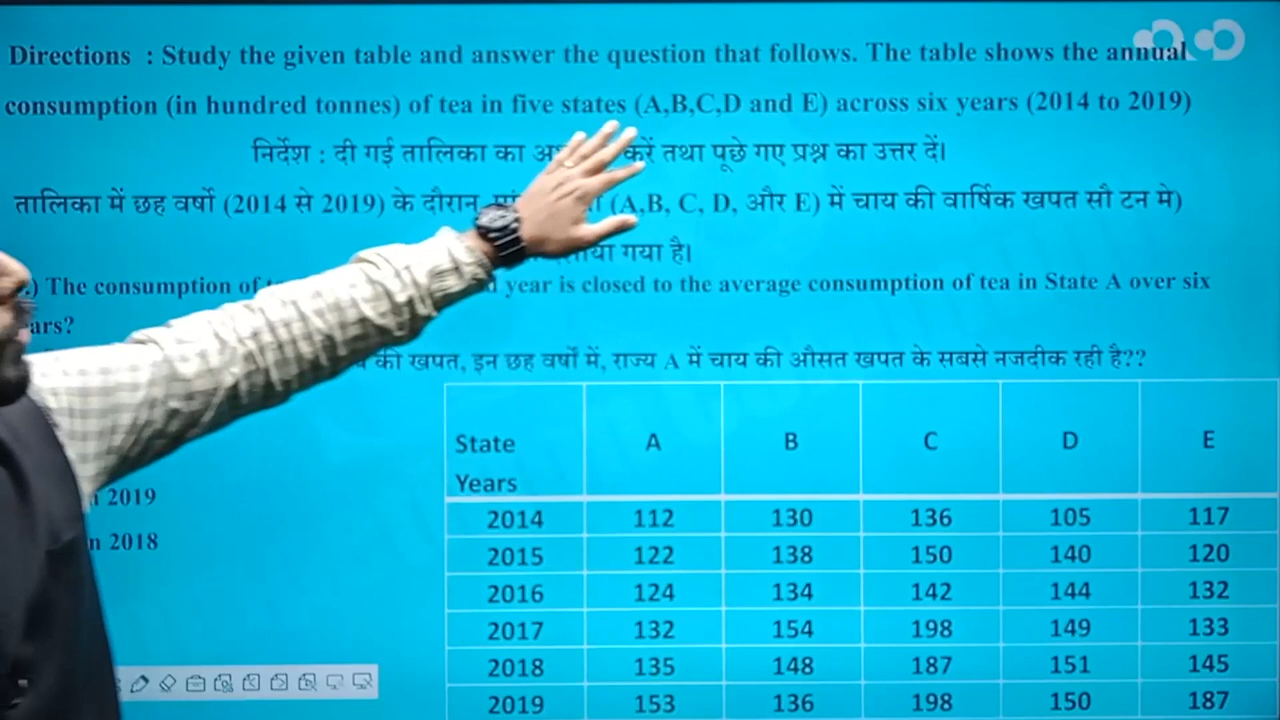 Directions : Study the given table and answer the question that follows. The table shows the annual
consumption (in hundred tonnes) of tea in five states (A,B,C,D and E) across six years (2014 to 2019)
निर्देश : दी गई तालिका का करें तथा पूछे गए प्रश्न का उत्तर दें।
तालिका में छह वर्षों (2014 से 2019) के दौरान (A,B, C, D, और E) में चाय की वार्षिक खपत सौ टन मे)
गया है।
) The consumption of year is closed to the average consumption of tea in State A over six
ars?
की खपत, इन छह वर्षों में, राज्य A में चाय की औसत खपत के सबसे नजदीक रही है??
State Years A B C D E
2019
n 2018
2014 112 130 136 105 117
2015 122 138 150 140 120
2016 124 134 142 144 132
2017 132 154 198 149 133
2018 135 148 187 151 145
2019 153 136 198 150 187